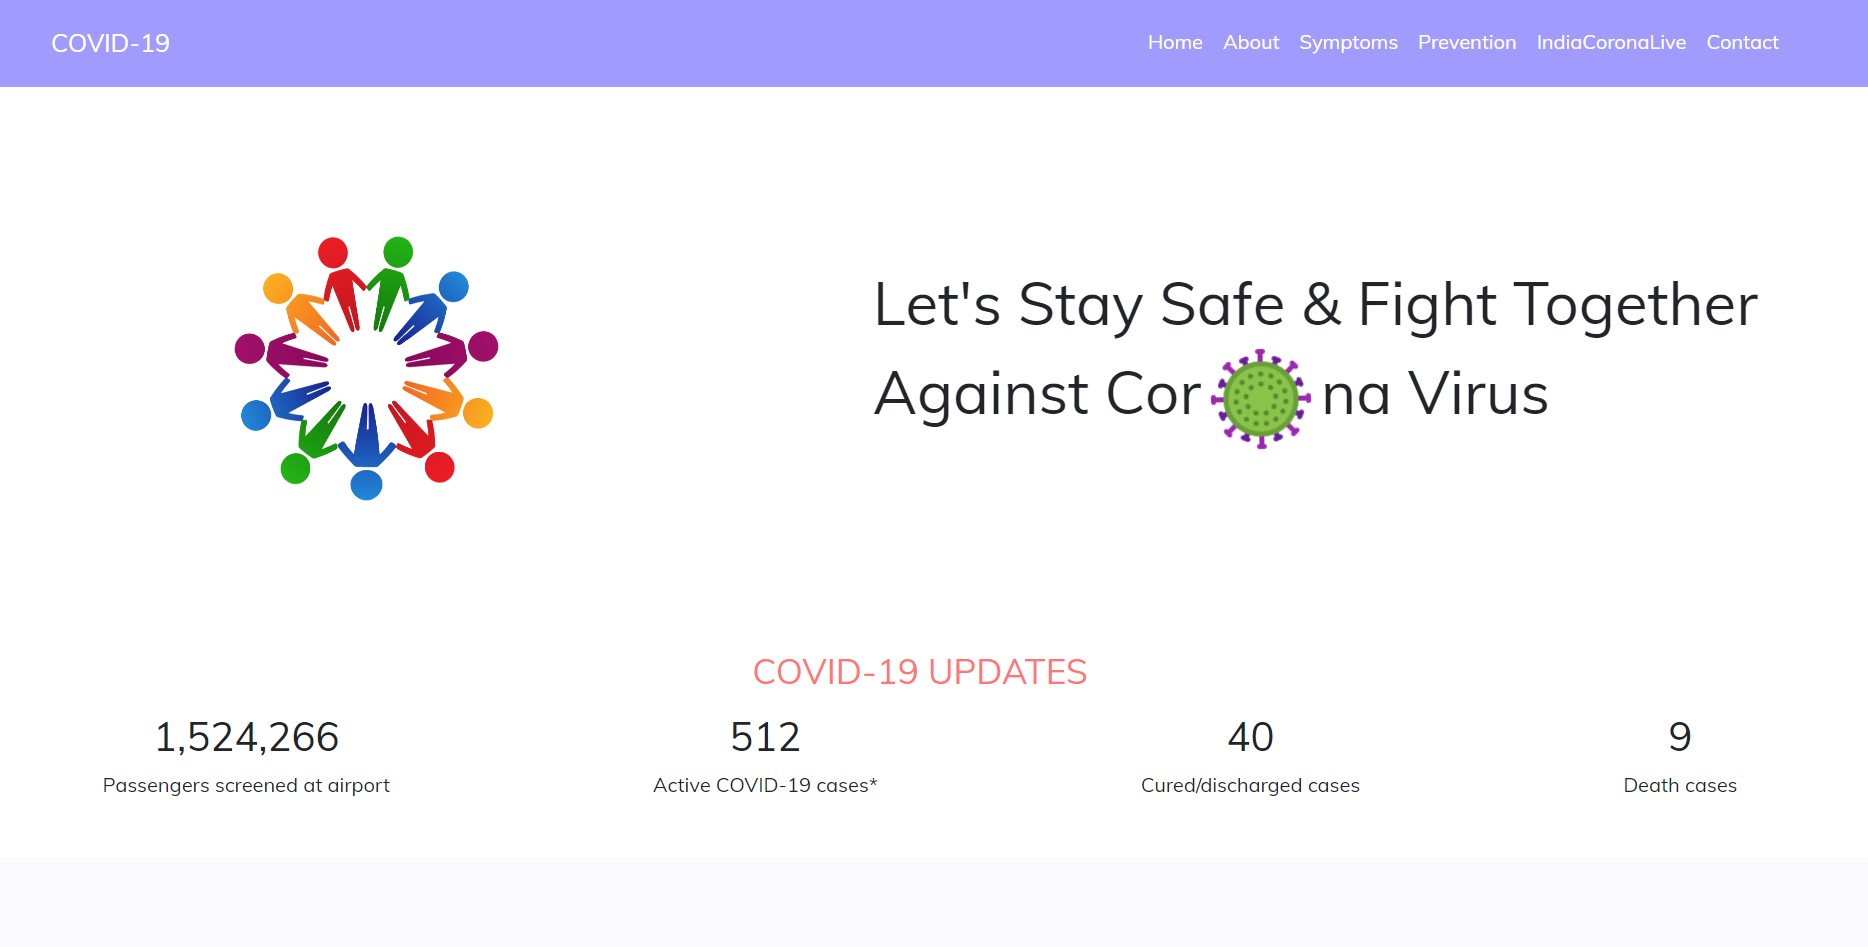 COVID-19
Home About Symptoms Prevention IndiaCoronaLive Contact
Let's Stay Safe & Fight Together
Against Cor na Virus
COVID-19 UPDATES
1,524,266 512 40 9
Passengers screened at airport Active COVID-19 cases* Cured/discharged cases Death cases